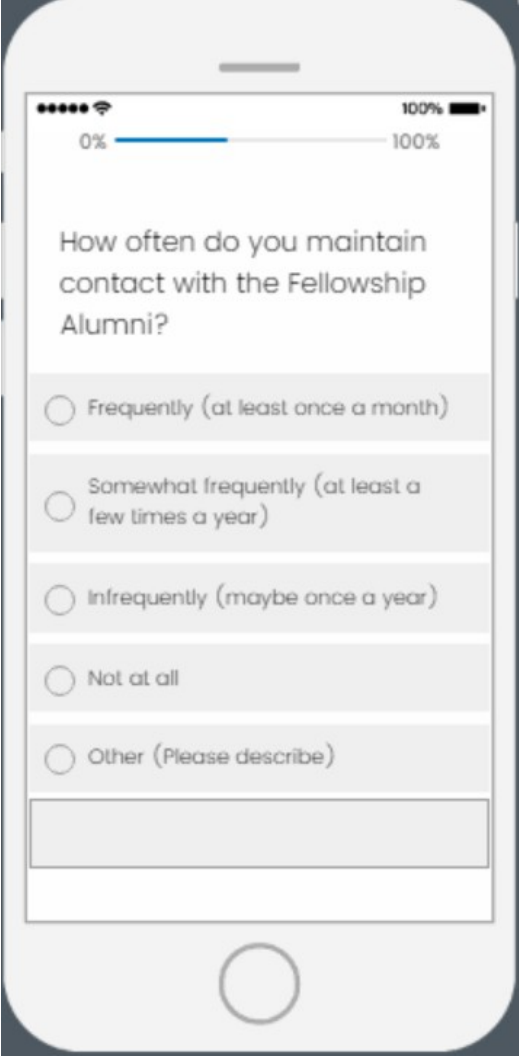 100%
0% 100%
How often do you maintain
contact with the Fellowship
Alumni?
Frequently (at least once a month)
Somewhat frequently (at least a
few times a year)
Infrequently (maybe once a year)
Not at all
Other (Please describe)